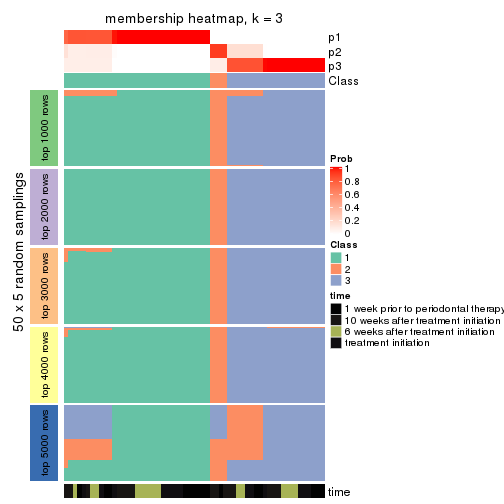 membership heatmap, k = 3
p1
p2
p3
Class
50 x 5 random samplings
top 1000 rows
top 2000 rows
top 3000 rows
top 4000 rows
top 5000 rows
time
Prob
1
0.8
0.6
0.4
0.2
0
Class
1
2
3
time
1 week prior to periodontal therapy
10 weeks after treatment initiation
6 weeks after treatment initiation
treatment initiation